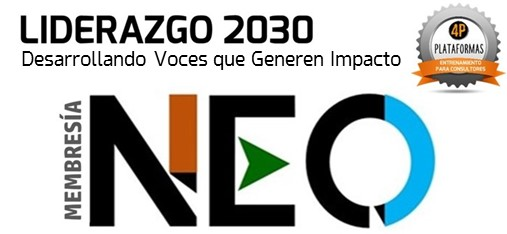 LIDERAZGO 2030
Desarrollando Voces que Generen Impacto
4P
PLATAFORMAS
ENTRENAMIENTO
PARA CONSULTORES
MEMBRESÍA
NEO